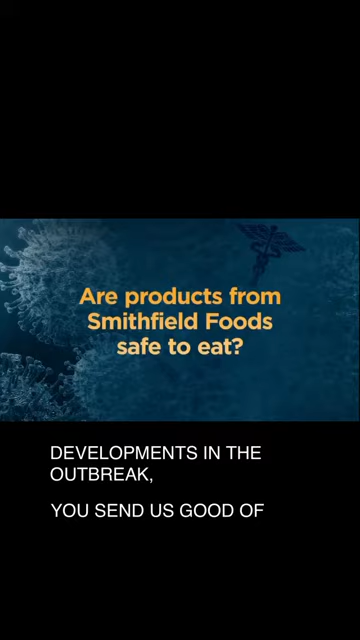 Are products from
Smithfield Foods
safe to eat?
DEVELOPMENTS IN THE
OUTBREAK,
YOU SEND US GOOD OF